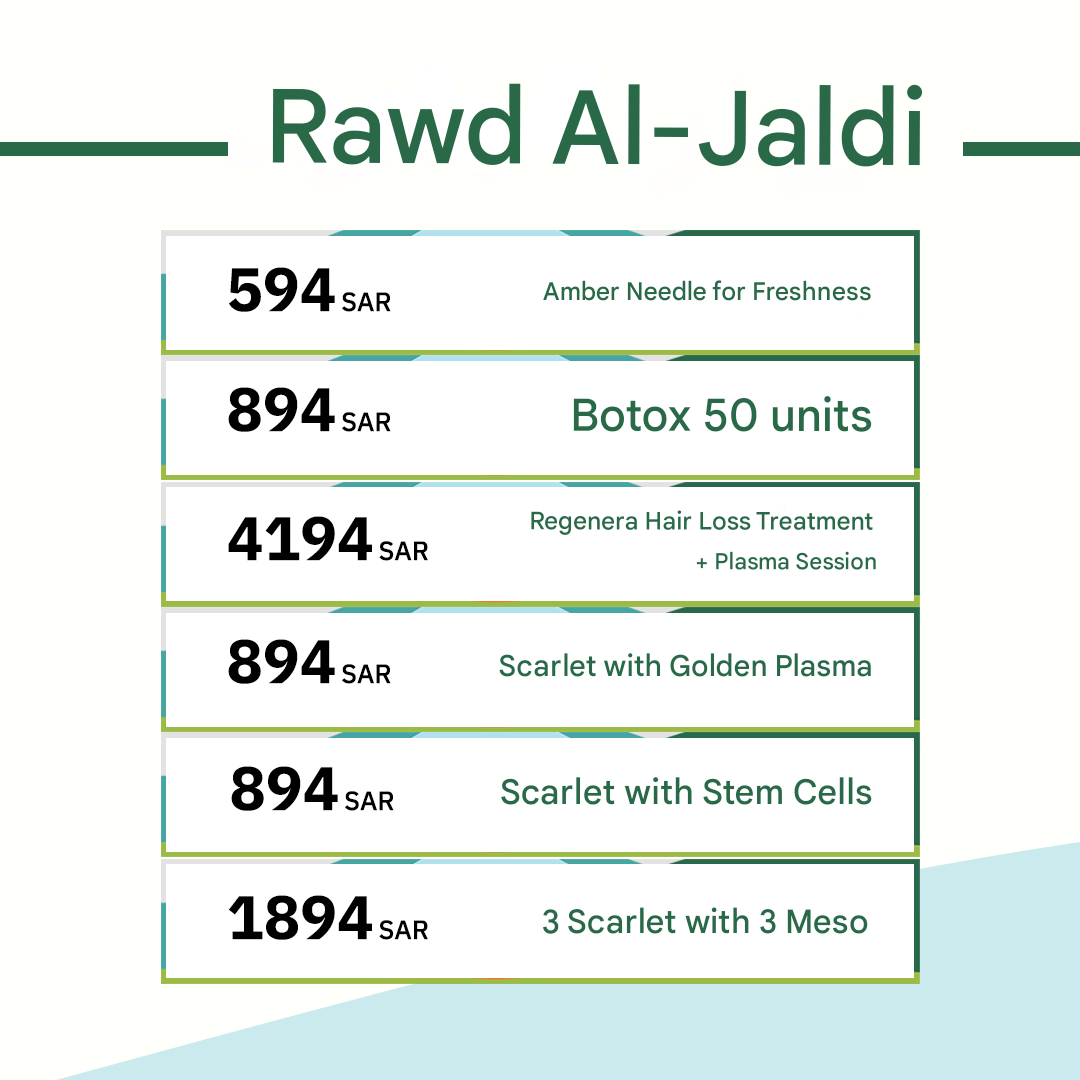 Rawd Al-Jaldi
594 SAR Amber Needle for Freshness
894 SAR Botox 50 units
4194 SAR Regenera Hair Loss Treatment
+ Plasma Session
894 SAR Scarlet with Golden Plasma
894 SAR Scarlet with Stem Cells
1894 SAR 3 Scarlet with 3 Meso